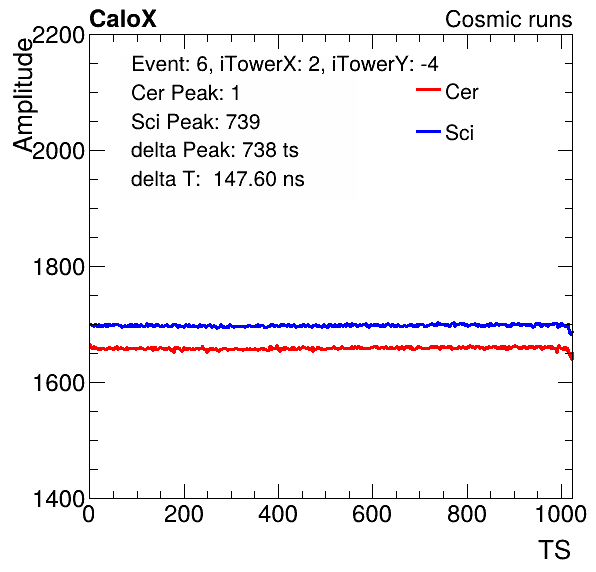 CaloX Cosmic runs
Event: 6, iTowerX: 2, iTowerY: -4
Cer Peak: 1
Sci Peak: 739
delta Peak: 738 ts
delta T: 147.60 ns
Cer
Sci
Amplitude
2200
2000
1800
1600
1400
0 200 400 600 800 1000
TS